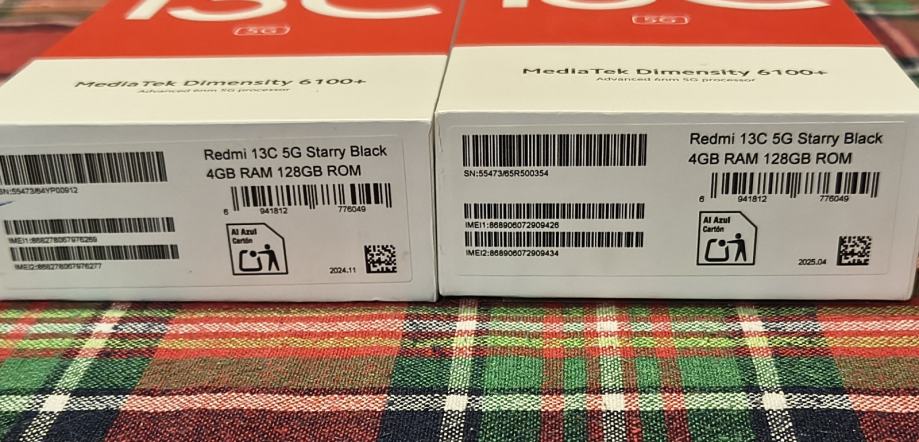 13C
5G
MediaTek Dimensity 6100+
Advanced 6nm 5G processor
SN:55473/64YP00912
Redmi 13C 5G Starry Black
4GB RAM 128GB ROM
6 941812 776049
IMEI1:868278067976269
IMEI2:868278067976277
Al Azul
Cartón
2024.11
13C
5G
MediaTek Dimensity 6100+
Advanced 6nm 5G processor
SN:55473/65R500354
Redmi 13C 5G Starry Black
4GB RAM 128GB ROM
6 941812 776049
IMEI1:868906072909426
IMEI2:868906072909434
Al Azul
Cartón
2025.04